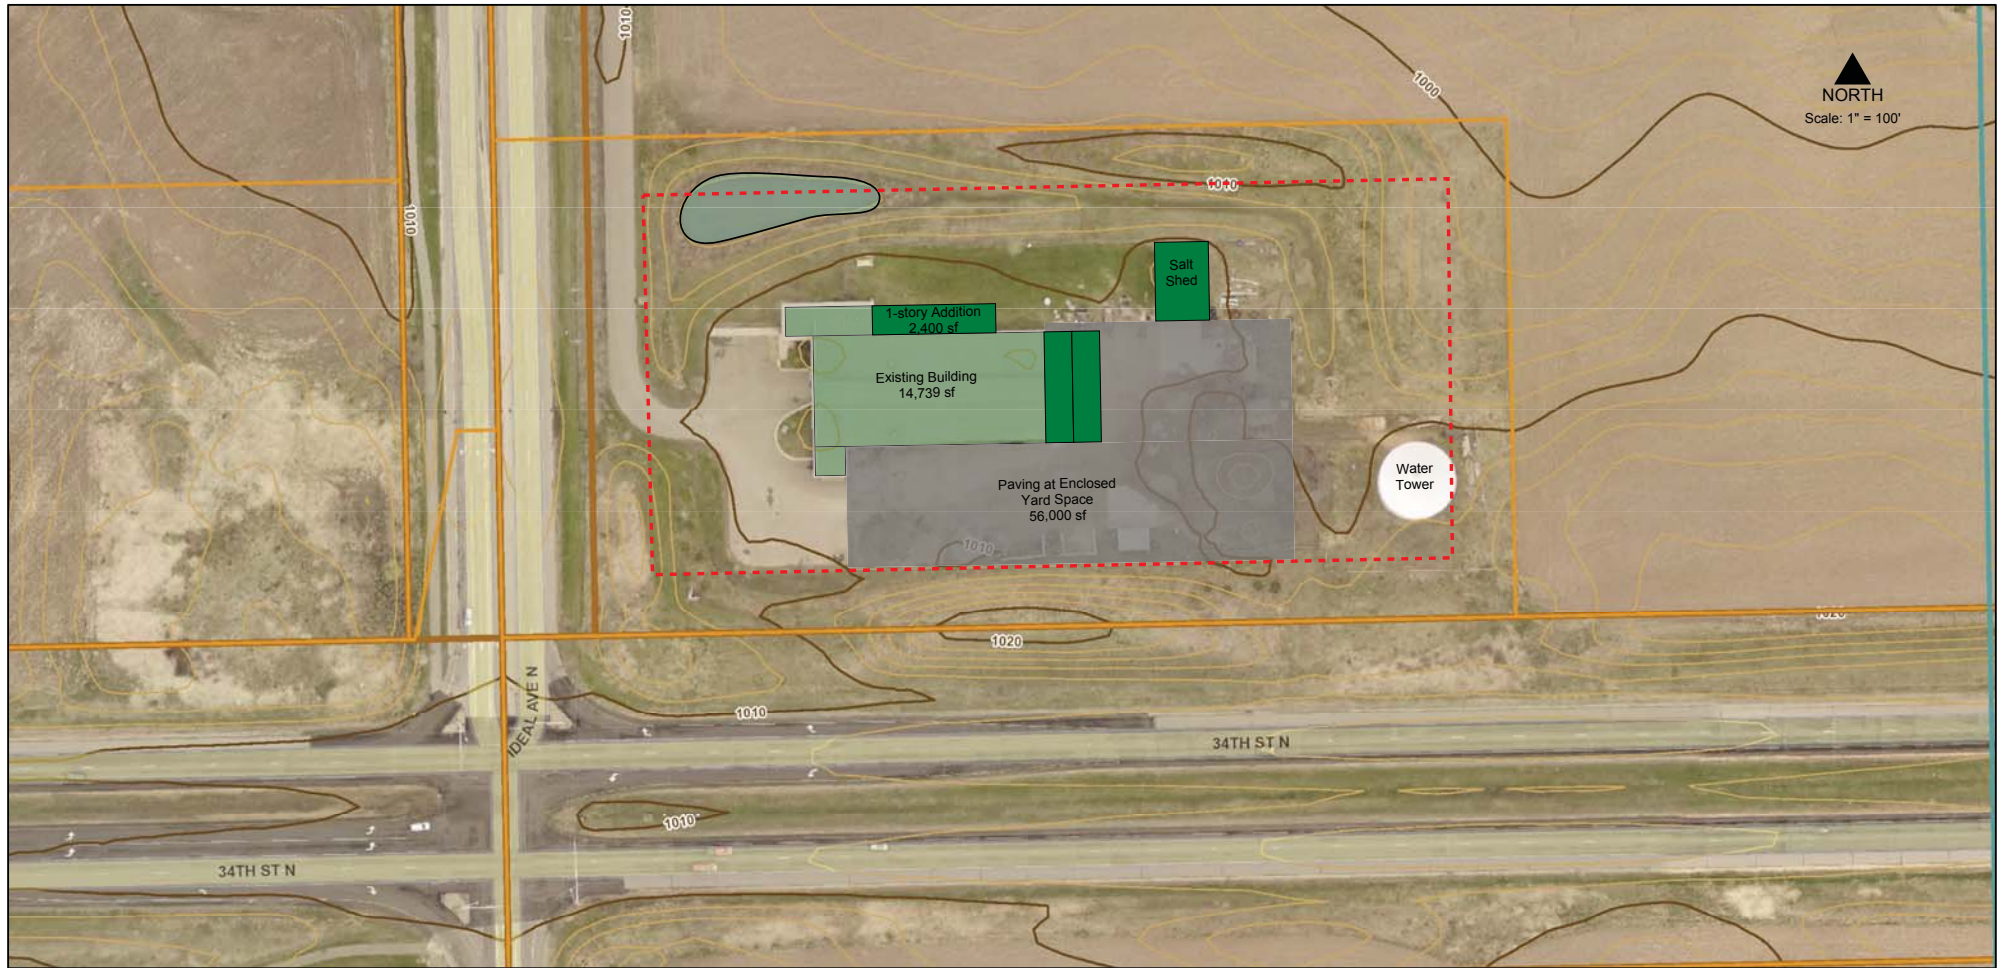 1010
1000
NORTH
Scale: 1" = 100'
1010
1010
Salt
Shed
1-story Addition
2,400 sf
Existing Building
14,739 sf
Water
Tower
Paving at Enclosed
Yard Space
56,000 sf
1010
1020
1020
IDEAL AVE N
1010
34TH ST N
1010
34TH ST N